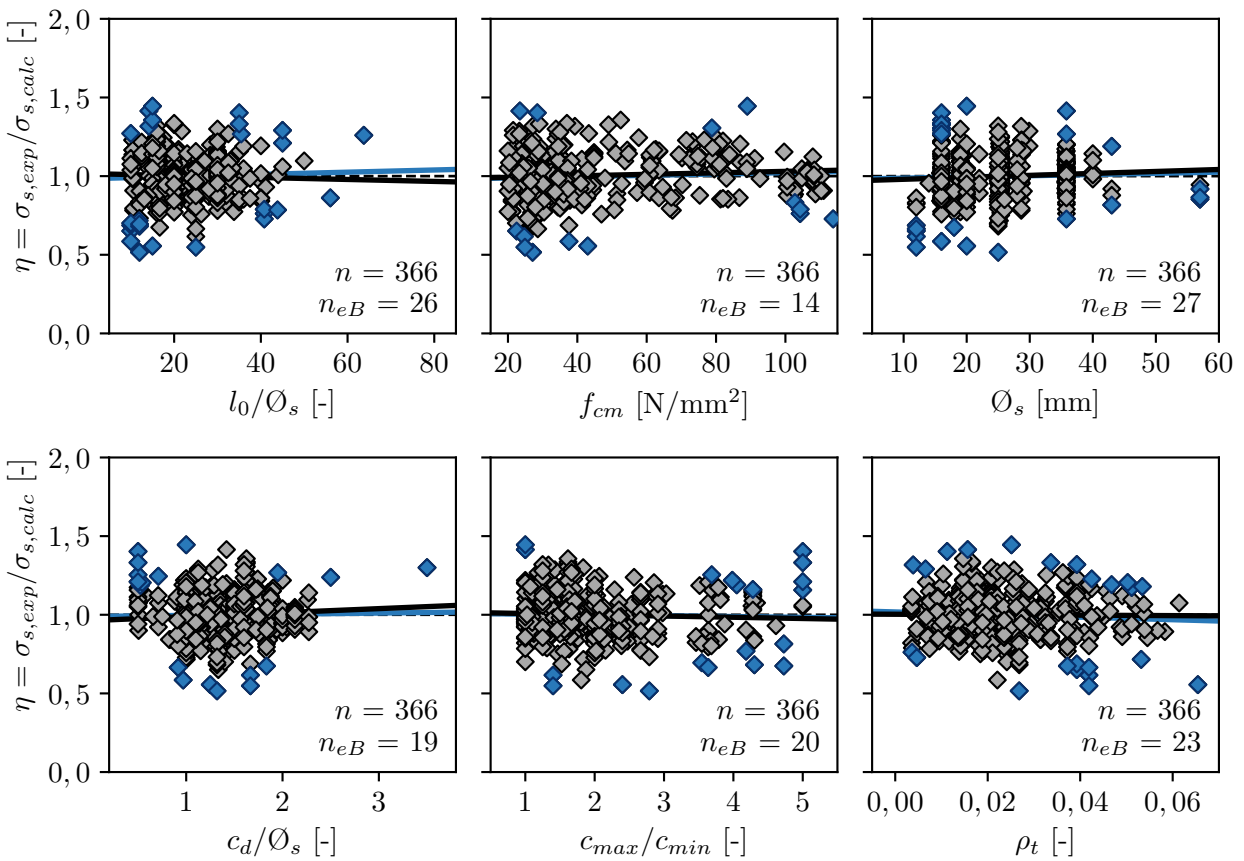 η = σs,exp/σs,calc [-]
2,0
1,5
1,0
0,5
0,0
n = 366
neB = 26
20 40 60 80
l0/Øs [-]
n = 366
neB = 14
20 40 60 80 100
fcm [N/mm²]
n = 366
neB = 27
10 20 30 40 50 60
Øs [mm]
η = σs,exp/σs,calc [-]
2,0
1,5
1,0
0,5
0,0
n = 366
neB = 19
1 2 3
cd/Øs [-]
n = 366
neB = 20
1 2 3 4 5
cmax/cmin [-]
n = 366
neB = 23
0,00 0,02 0,04 0,06
ρt [-]